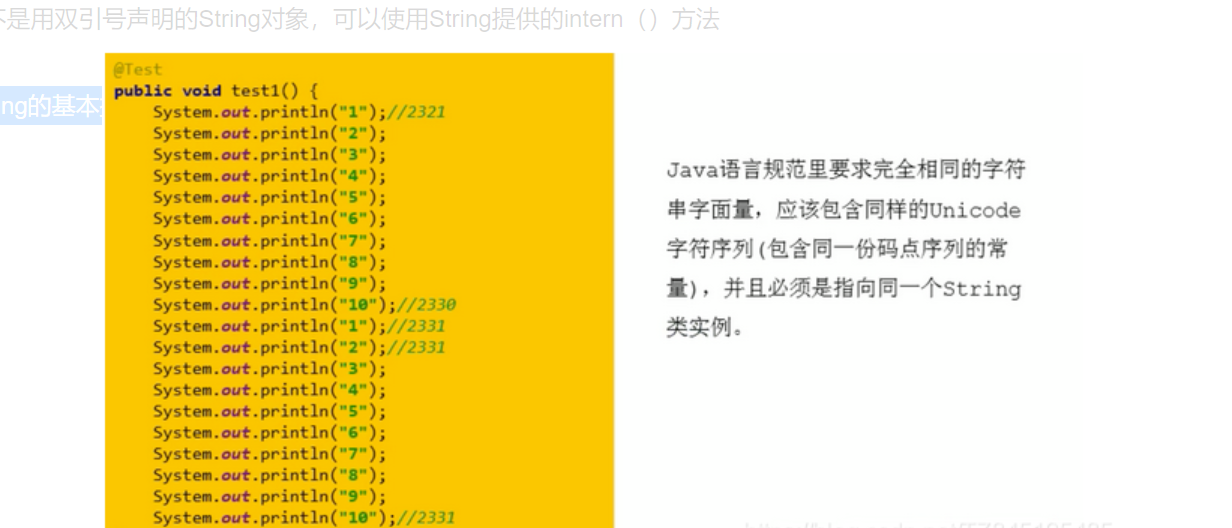 不是用双引号声明的String对象，可以使用String提供的intern（）方法
ng的基本
@Test
public void test1() {
System.out.println("1");//2321
System.out.println("2");
System.out.println("3");
System.out.println("4");
System.out.println("5");
System.out.println("6");
System.out.println("7");
System.out.println("8");
System.out.println("9");
System.out.println("10");//2330
System.out.println("1");//2331
System.out.println("2");//2331
System.out.println("3");
System.out.println("4");
System.out.println("5");
System.out.println("6");
System.out.println("7");
System.out.println("8");
System.out.println("9");
System.out.println("10");//2331
Java语言规范里要求完全相同的字符
串字面量，应该包含同样的Unicode
字符序列(包含同一份码点序列的常
量)，并且必须是指向同一个String
类实例。